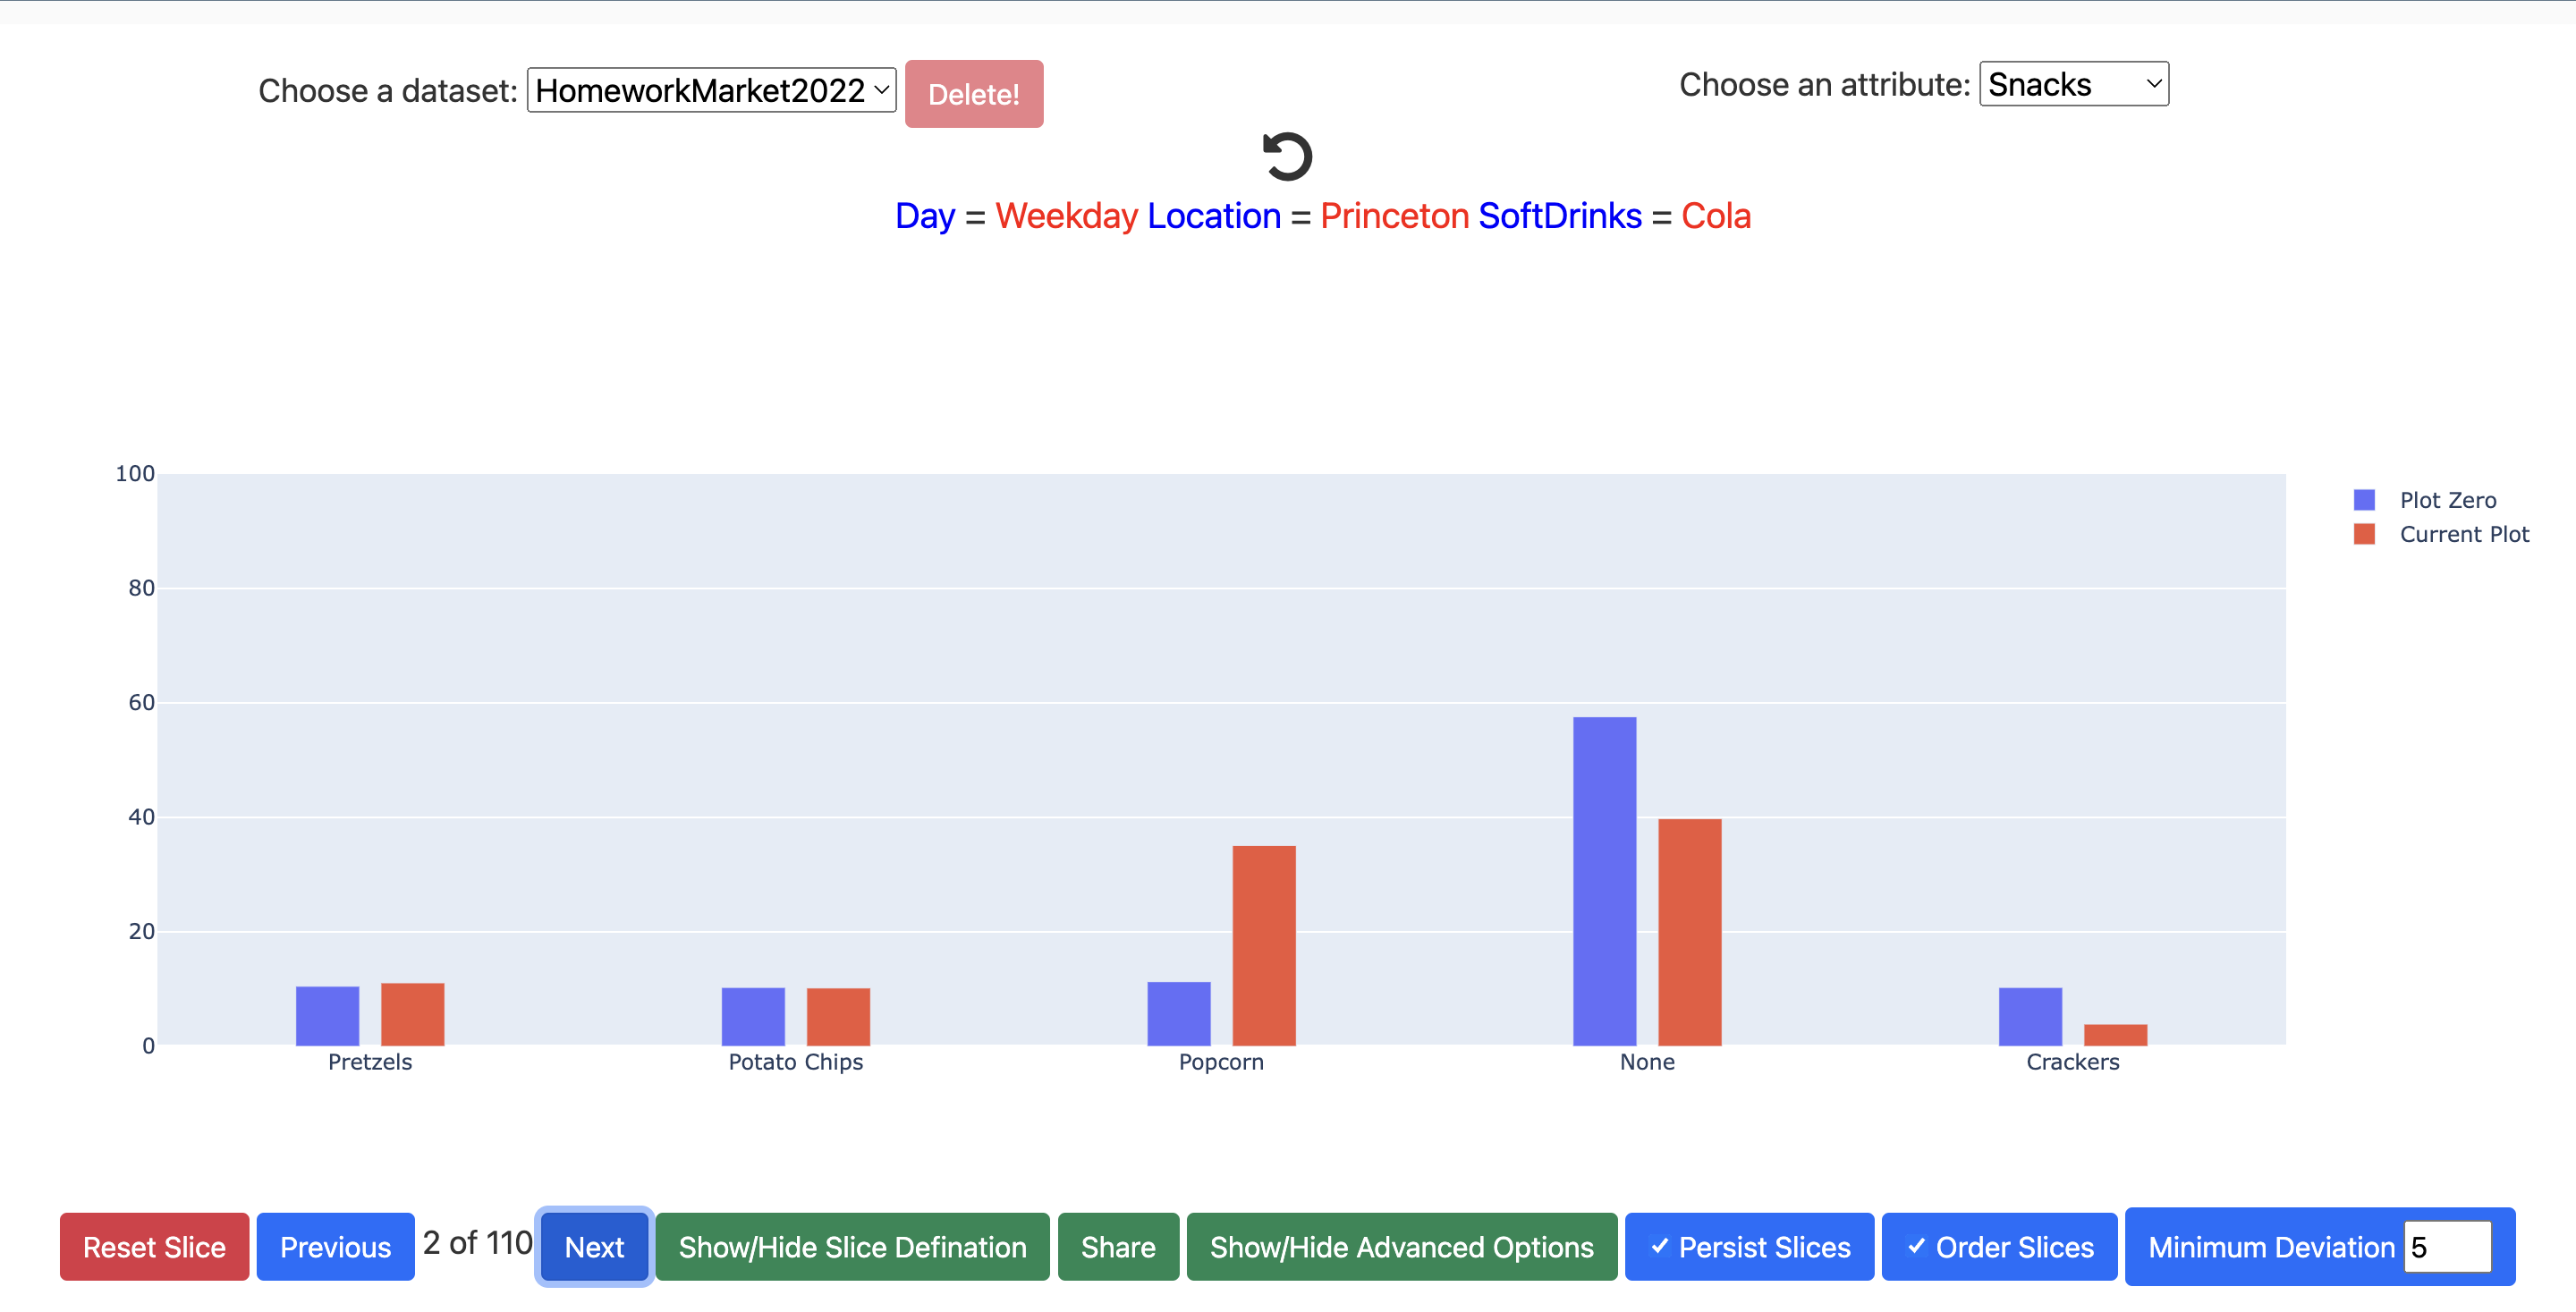 Choose a dataset: HomeworkMarket2022 Delete! Choose an attribute: Snacks
Day = Weekday Location = Princeton SoftDrinks = Cola
100
80
60
40
20
0
Plot Zero
Current Plot
Pretzels Potato Chips Popcorn None Crackers
Reset Slice Previous 2 of 110 Next Show/Hide Slice Defination Share Show/Hide Advanced Options Persist Slices Order Slices Minimum Deviation 5